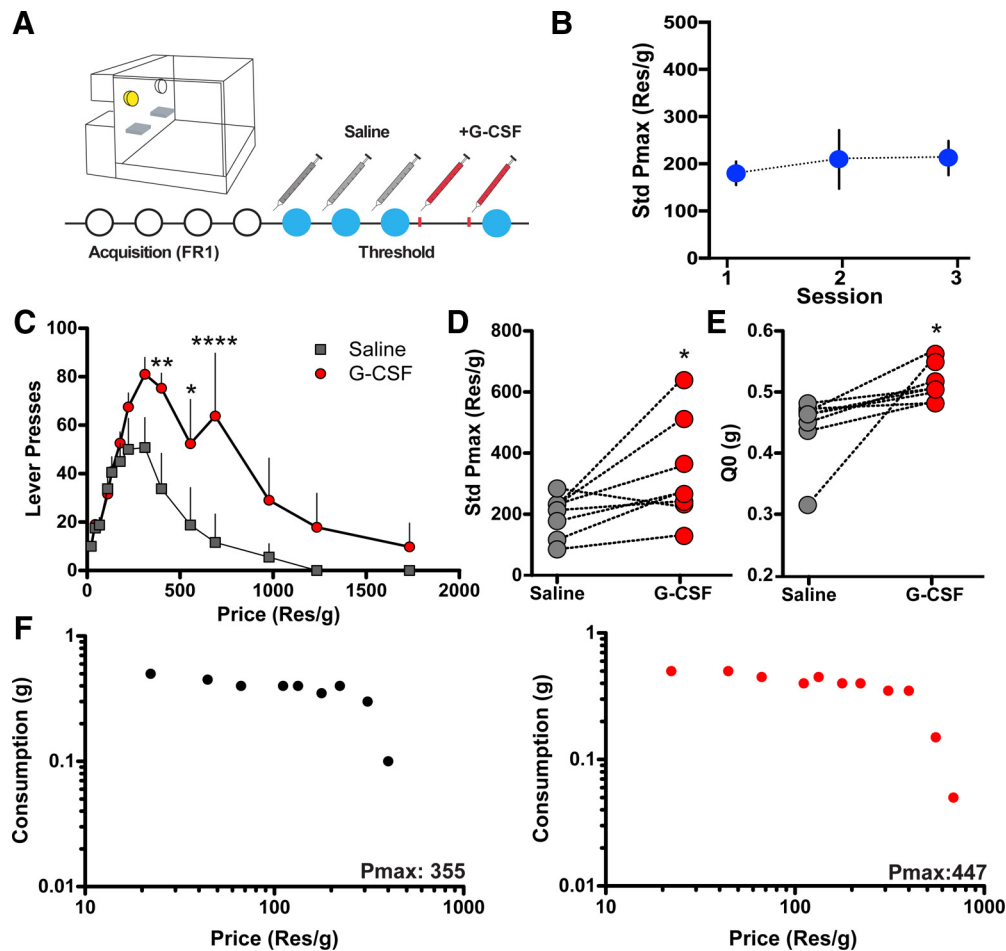 A
Saline
+G-CSF
Acquisition (FR1)
Threshold
B
Std Pmax (Res/g)
500
400
300
200
100
0
1
2
3
Session
C
Lever Presses
100
80
60
40
20
0
****
**
*
Saline
G-CSF
0
500
1000
1500
2000
Price (Res/g)
D
Std Pmax (Res/g)
800
600
400
200
0
*
Saline
G-CSF
E
Q0 (g)
0.6
0.5
0.4
0.3
0.2
*
Saline
G-CSF
F
Consumption (g)
1
0.1
0.01
Pmax: 355
10
100
1000
Price (Res/g)
Consumption (g)
1
0.1
0.01
Pmax:447
10
100
1000
Price (Res/g)